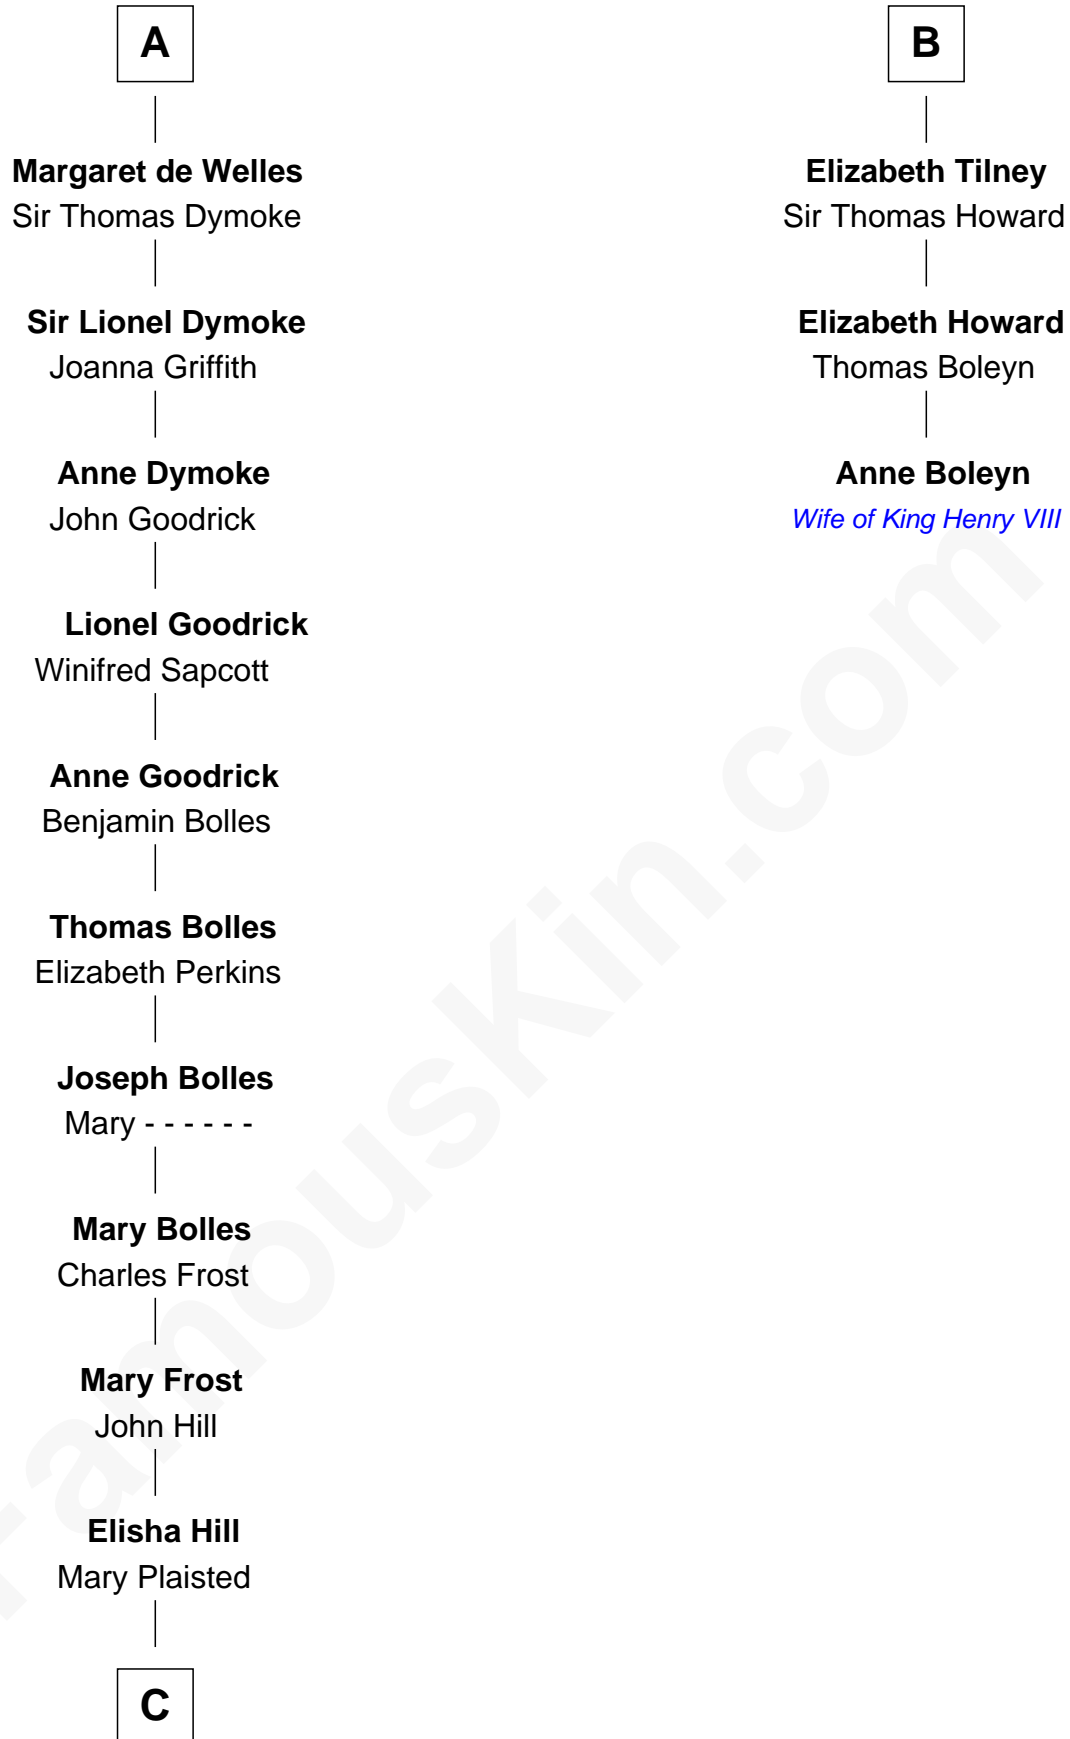 A
Margaret de Welles
Sir Thomas Dymoke
Sir Lionel Dymoke
Joanna Griffith
Anne Dymoke
John Goodrick
Lionel Goodrick
Winifred Sapcott
Anne Goodrick
Benjamin Bolles
Thomas Bolles
Elizabeth Perkins
Joseph Bolles
Mary - - - - - -
Mary Bolles
Charles Frost
Mary Frost
John Hill
Elisha Hill
Mary Plaisted
C
B
Elizabeth Tilney
Sir Thomas Howard
Elizabeth Howard
Thomas Boleyn
Anne Boleyn
Wife of King Henry VIII
FamousKin.com